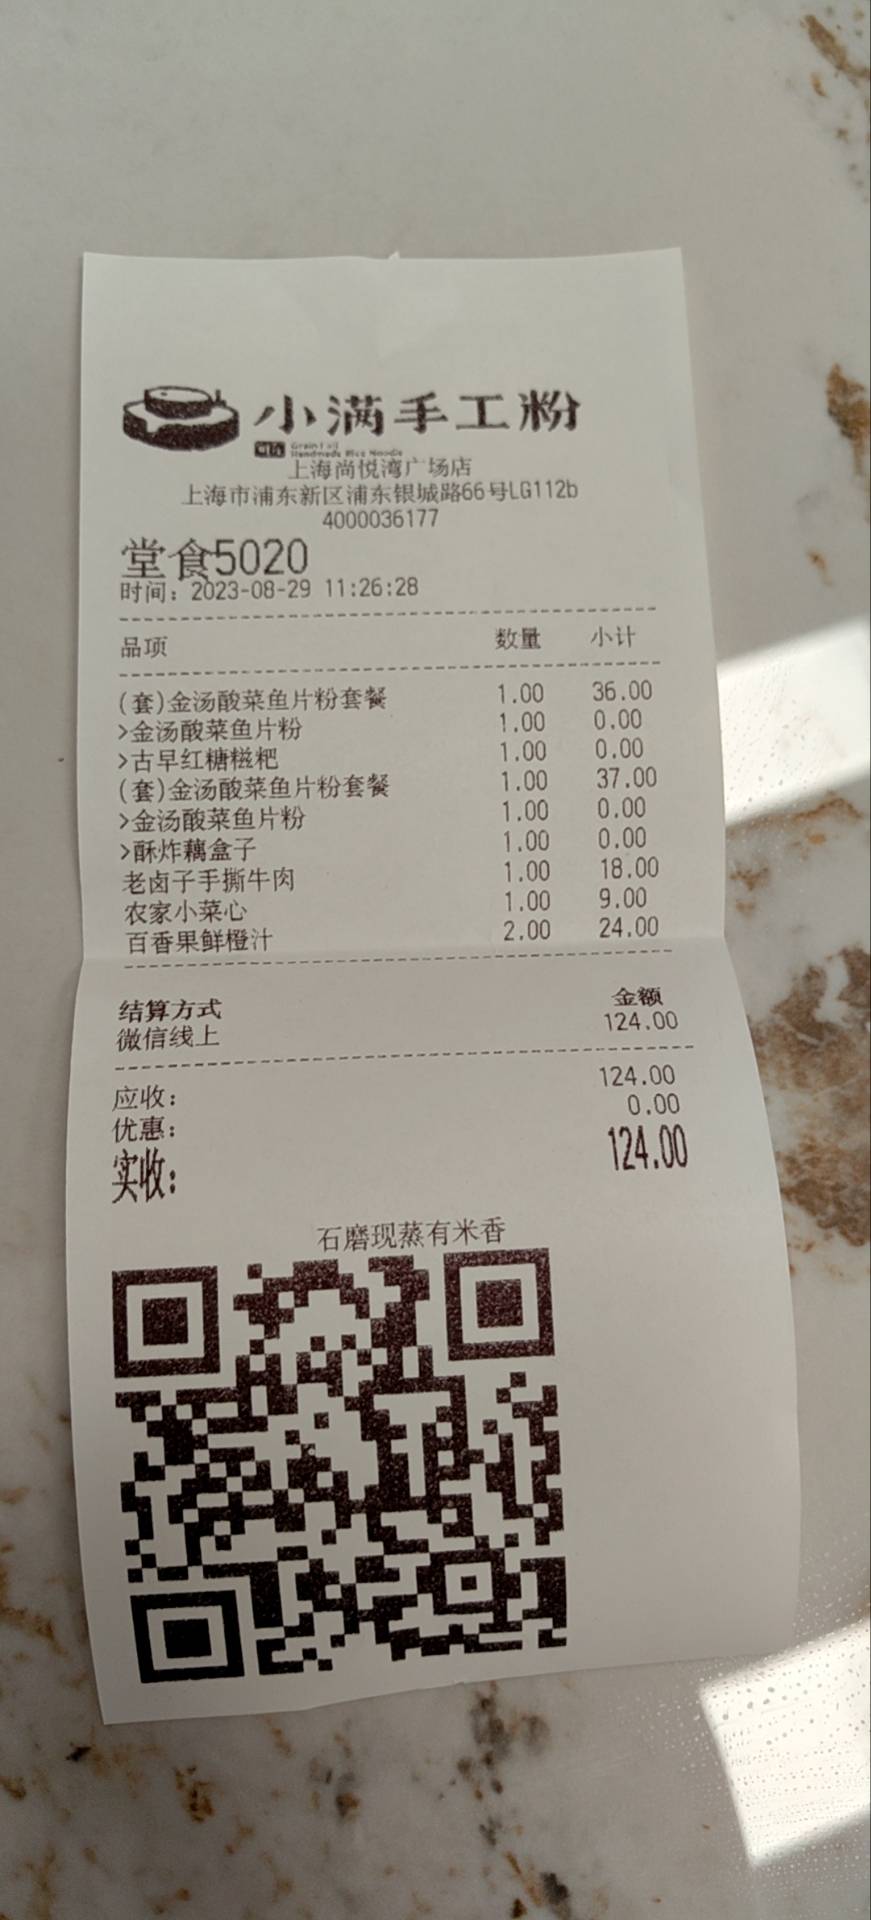 小满手工粉
Grain Full
Handmade Rice Noodle
上海尚悦湾广场店
上海市浦东新区浦东银城路66号LG112b
4000036177
堂食5020
时间：2023-08-29 11:26:28
品项 数量 小计
(套)金汤酸菜鱼片粉套餐 1.00 36.00
>金汤酸菜鱼片粉 1.00 0.00
>古早红糖糍粑 1.00 0.00
(套)金汤酸菜鱼片粉套餐 1.00 37.00
>金汤酸菜鱼片粉 1.00 0.00
>酥炸藕盒子 1.00 0.00
老卤子手撕牛肉 1.00 18.00
农家小菜心 1.00 9.00
百香果鲜橙汁 2.00 24.00
结算方式 金额
微信线上 124.00
应收： 124.00
优惠： 0.00
实收： 124.00
石磨现蒸有米香